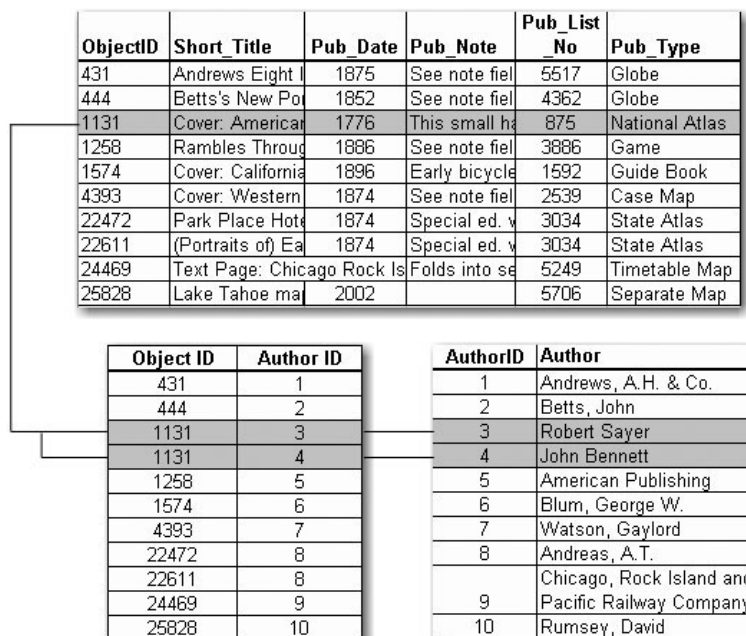 Pub_List
ObjectID Short_Title Pub_Date Pub_Note _No Pub_Type
431 Andrews Eight I 1875 See note fiel 5517 Globe
444 Betts's New Poi 1852 See note fiel 4362 Globe
1131 Cover: American 1776 This small ha 875 National Atlas
1258 Rambles Throug 1886 See note fiel 3886 Game
1574 Cover: California 1896 Early bicycle 1592 Guide Book
4393 Cover: Western 1874 See note fiel 2539 Case Map
22472 Park Place Hote 1874 Special ed. v 3034 State Atlas
22611 (Portraits of) Ea 1874 Special ed. v 3034 State Atlas
24469 Text Page: Chicago Rock Is Folds into se 5249 Timetable Map
25828 Lake Tahoe maj 2002 5706 Separate Map
Object ID Author ID
431 1
444 2
1131 3
1131 4
1258 5
1574 6
4393 7
22472 8
22611 8
24469 9
25828 10
AuthorID Author
1 Andrews, A.H. & Co.
2 Betts, John
3 Robert Sayer
4 John Bennett
5 American Publishing
6 Blum, George W.
7 Watson, Gaylord
8 Andreas, A.T.
Chicago, Rock Island and
9 Pacific Railway Company
10 Rumsey, David